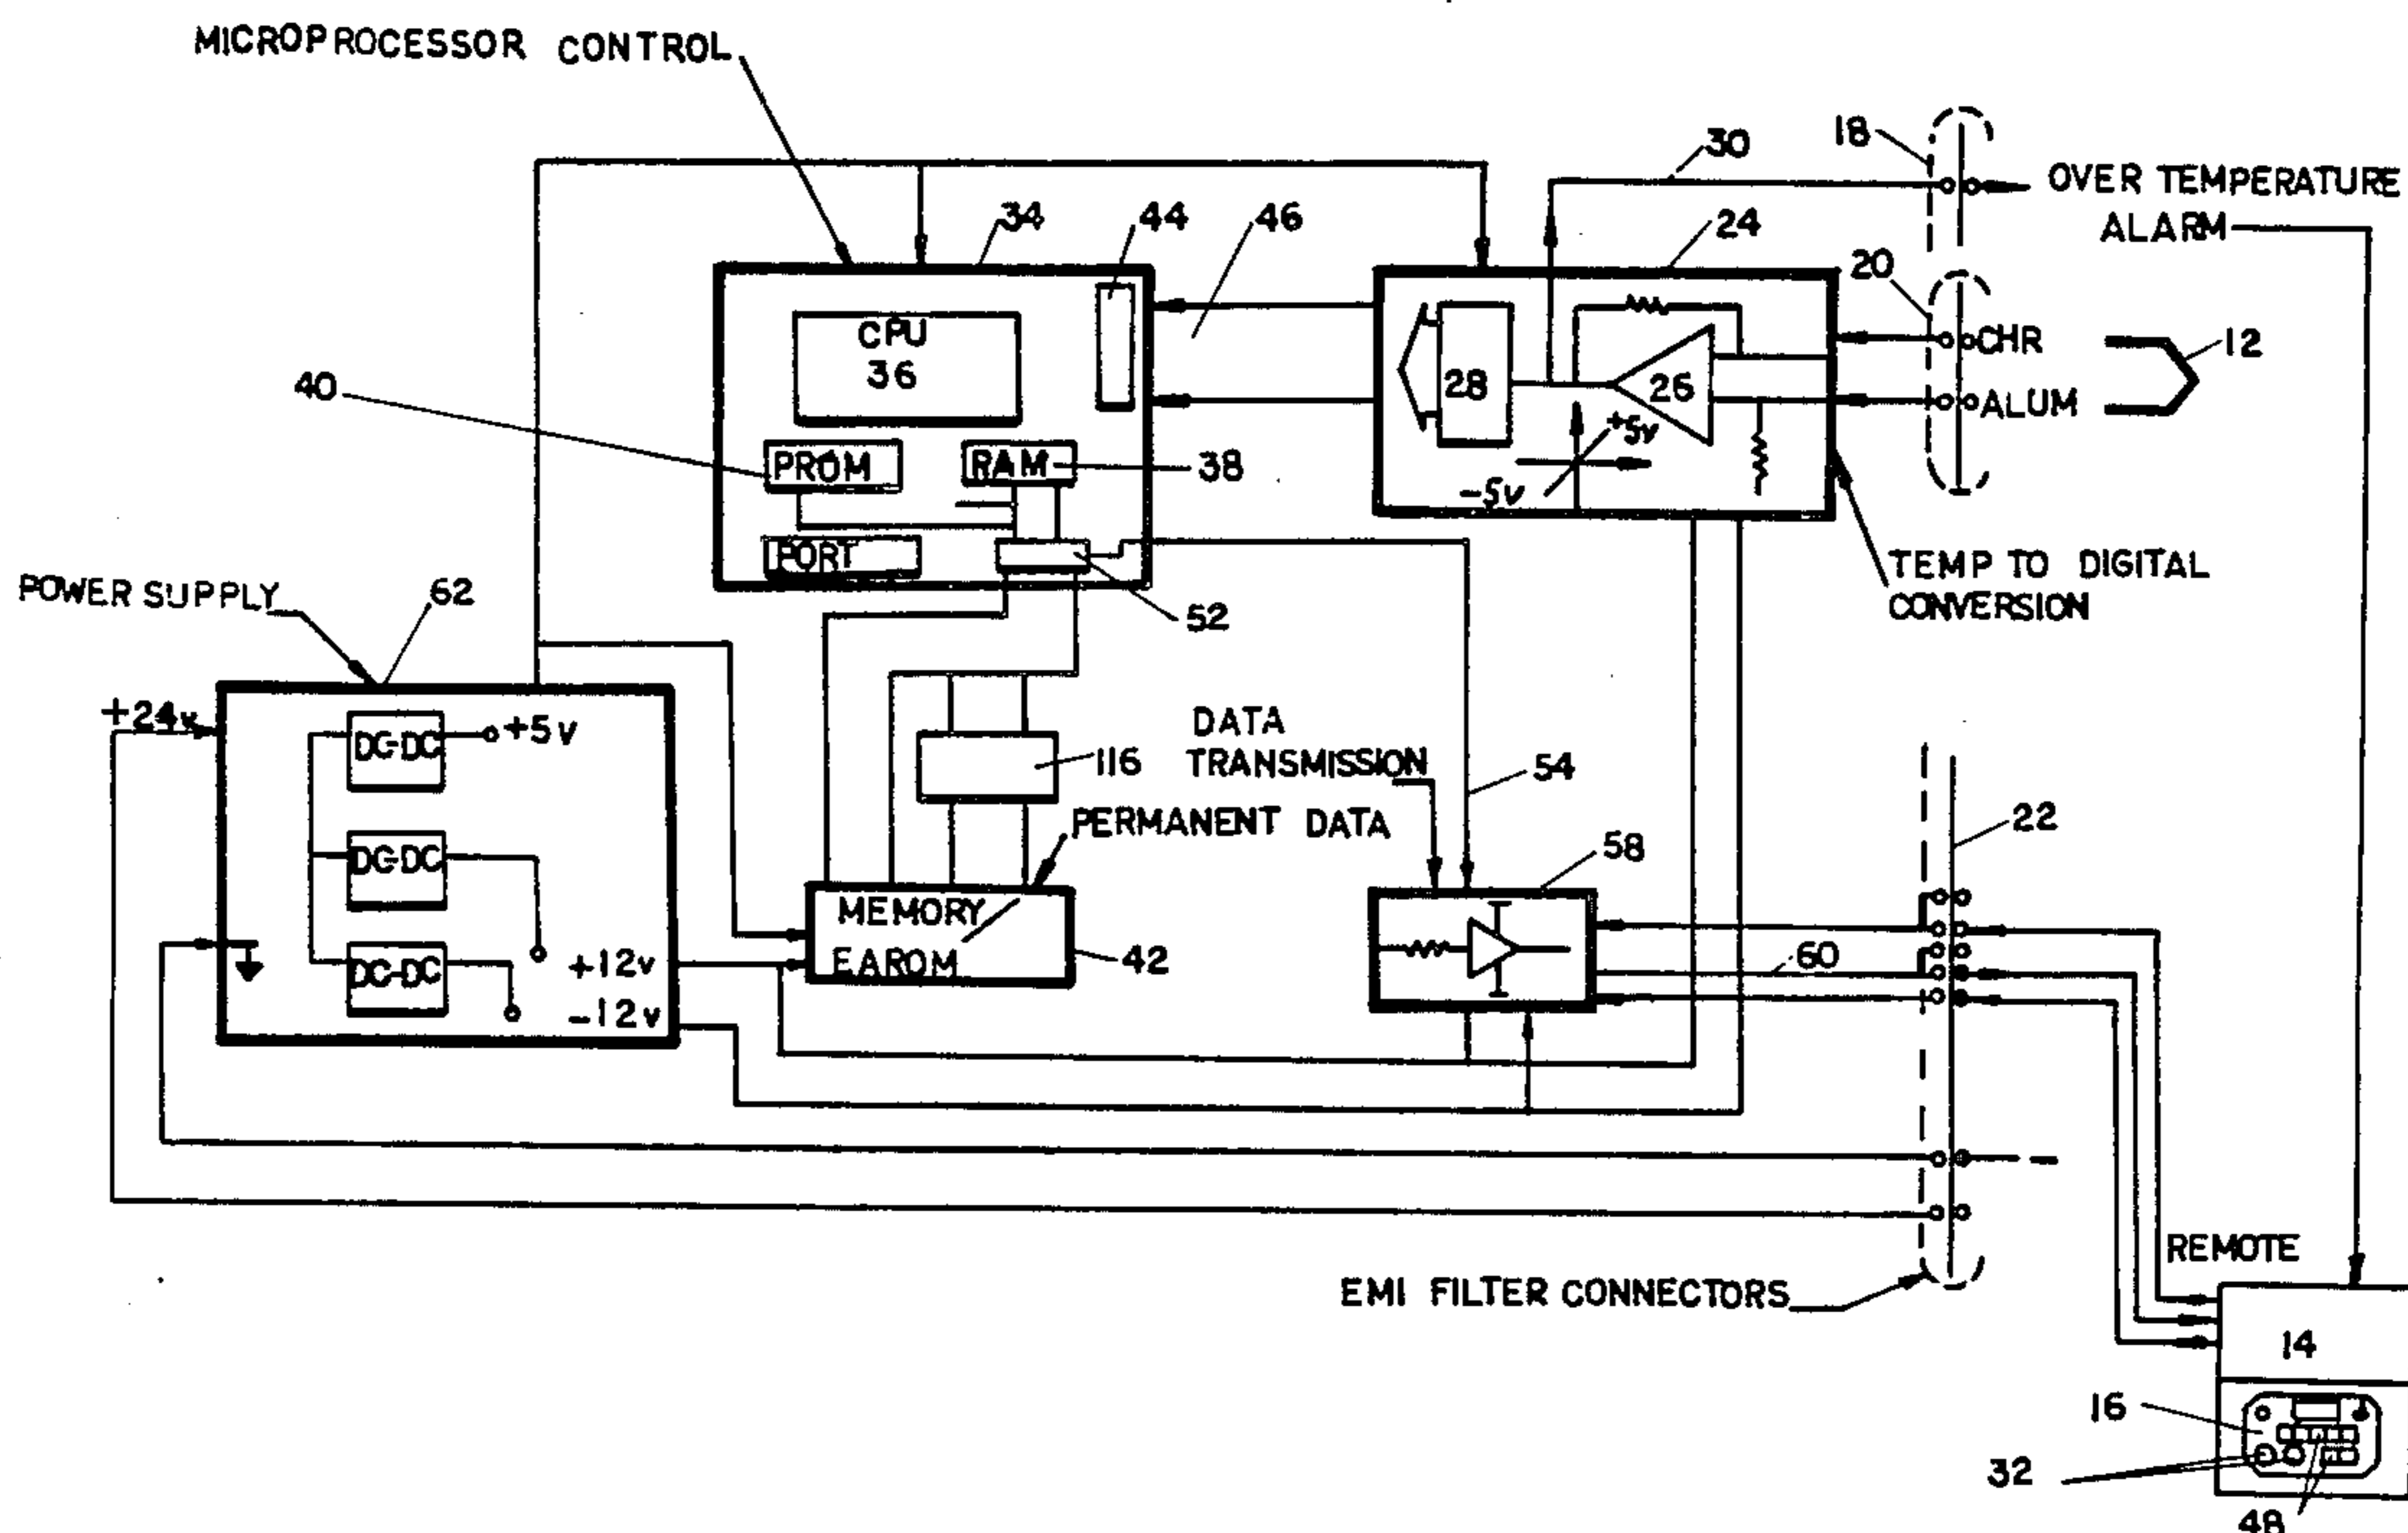 MICROPROCESSOR CONTROL
18
30
OVER TEMPERATURE
ALARM
34
44
46
24
20
CPU
36
28
26
CHR
ALUM
12
40
PROM
RAM
38
+5v
-5v
PORT
52
TEMP TO DIGITAL
CONVERSION
POWER SUPPLY
62
+24v
DC-DC
+5v
DATA
TRANSMISSION
116
54
PERMANENT DATA
22
DC-DC
58
MEMORY
EAROM
42
60
DC-DC
+12v
-12v
REMOTE
EMI FILTER CONNECTORS
14
16
32
48